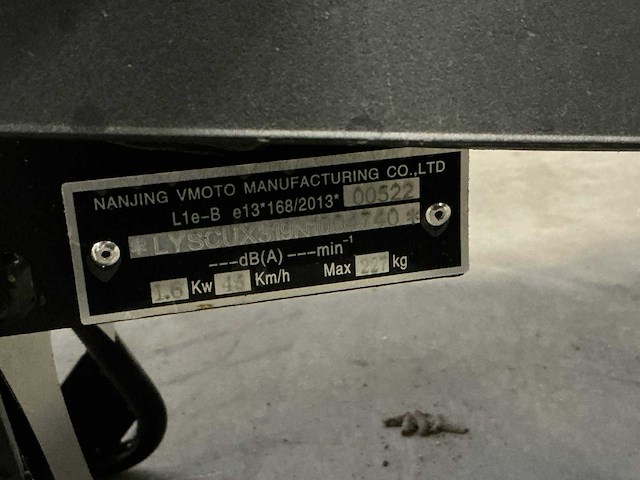 NANJING VMOTO MANUFACTURING CO.,LTD
L1e-B e13*168/2013* 00522
---dB(A) ---min⁻¹
1.6 Kw 45 Km/h Max 227 kg